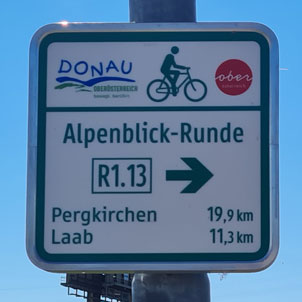 DONAU
OBERÖSTERREICH
ober
Alpenblick-Runde
R1.13
Pergkirchen 19,9 km
Laab 11,3 km